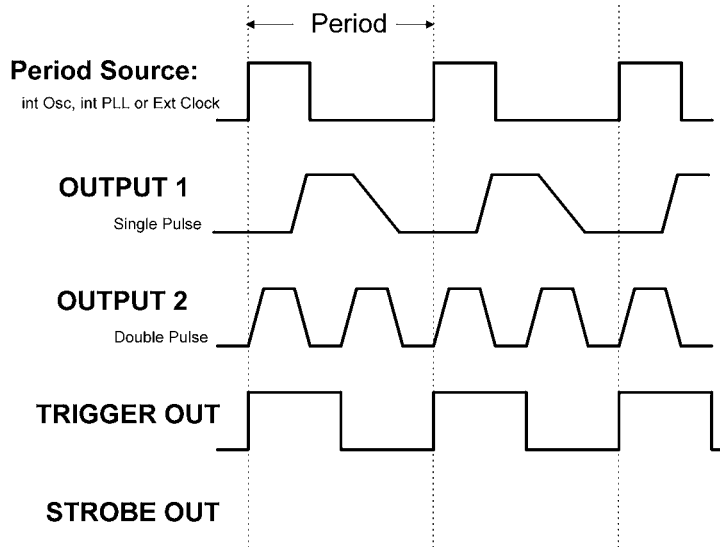 Period
Period Source:
int Osc, int PLL or Ext Clock
OUTPUT 1
Single Pulse
OUTPUT 2
Double Pulse
TRIGGER OUT
STROBE OUT